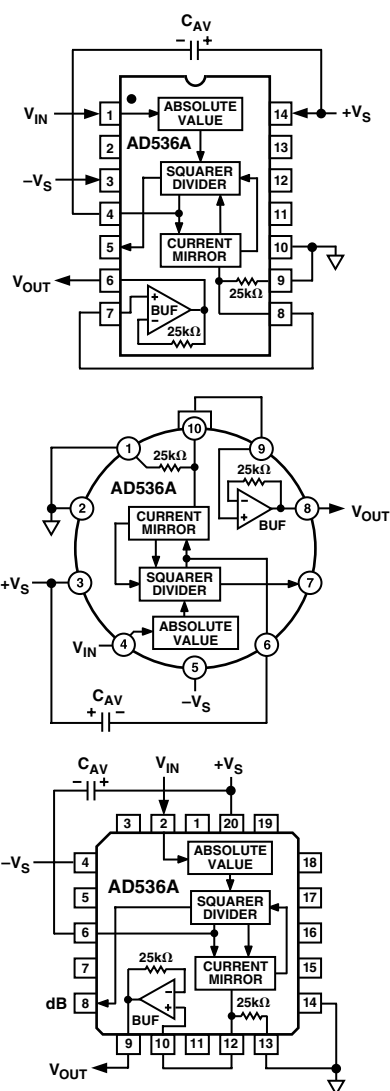 CAV
− +
VIN
1
ABSOLUTE
VALUE
14
+VS
2
AD536A
13
−VS
3
SQUARER
DIVIDER
12
4
11
5
CURRENT
MIRROR
10
VOUT
6
25kΩ
9
7
+
−
BUF
25kΩ
8
10
1
25kΩ
9
25kΩ
2
AD536A
−
+
BUF
8
VOUT
CURRENT
MIRROR
+VS
3
SQUARER
DIVIDER
7
VIN
4
ABSOLUTE
VALUE
6
5
−VS
CAV
+ −
CAV
− +
VIN
+VS
3
2
1
20
19
−VS
4
ABSOLUTE
VALUE
18
5
AD536A
SQUARER
DIVIDER
17
6
16
7
25kΩ
CURRENT
MIRROR
15
dB
8
−
+
BUF
25kΩ
14
9
10
11
12
13
VOUT